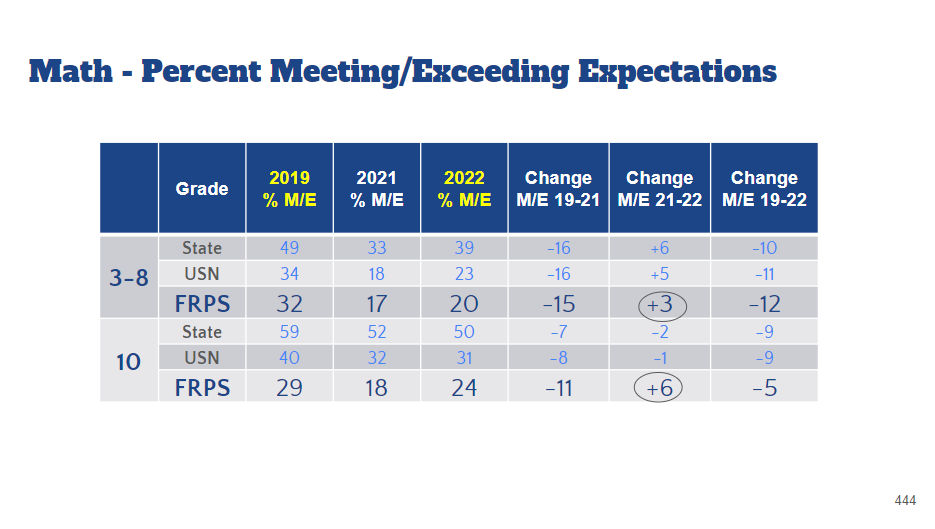 Math - Percent Meeting/Exceeding Expectations
Grade 2019 % M/E 2021 % M/E 2022 % M/E Change M/E 19-21 Change M/E 21-22 Change M/E 19-22
3-8
State 49 33 39 -16 +6 -10
USN 34 18 23 -16 +5 -11
FRPS 32 17 20 -15 +3 -12
10
State 59 52 50 -7 -2 -9
USN 40 32 31 -8 -1 -9
FRPS 29 18 24 -11 +6 -5
444